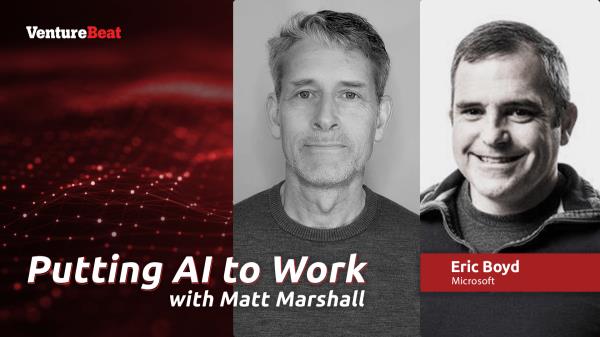 VentureBeat
Putting AI to Work
with Matt Marshall
Eric Boyd
Microsoft